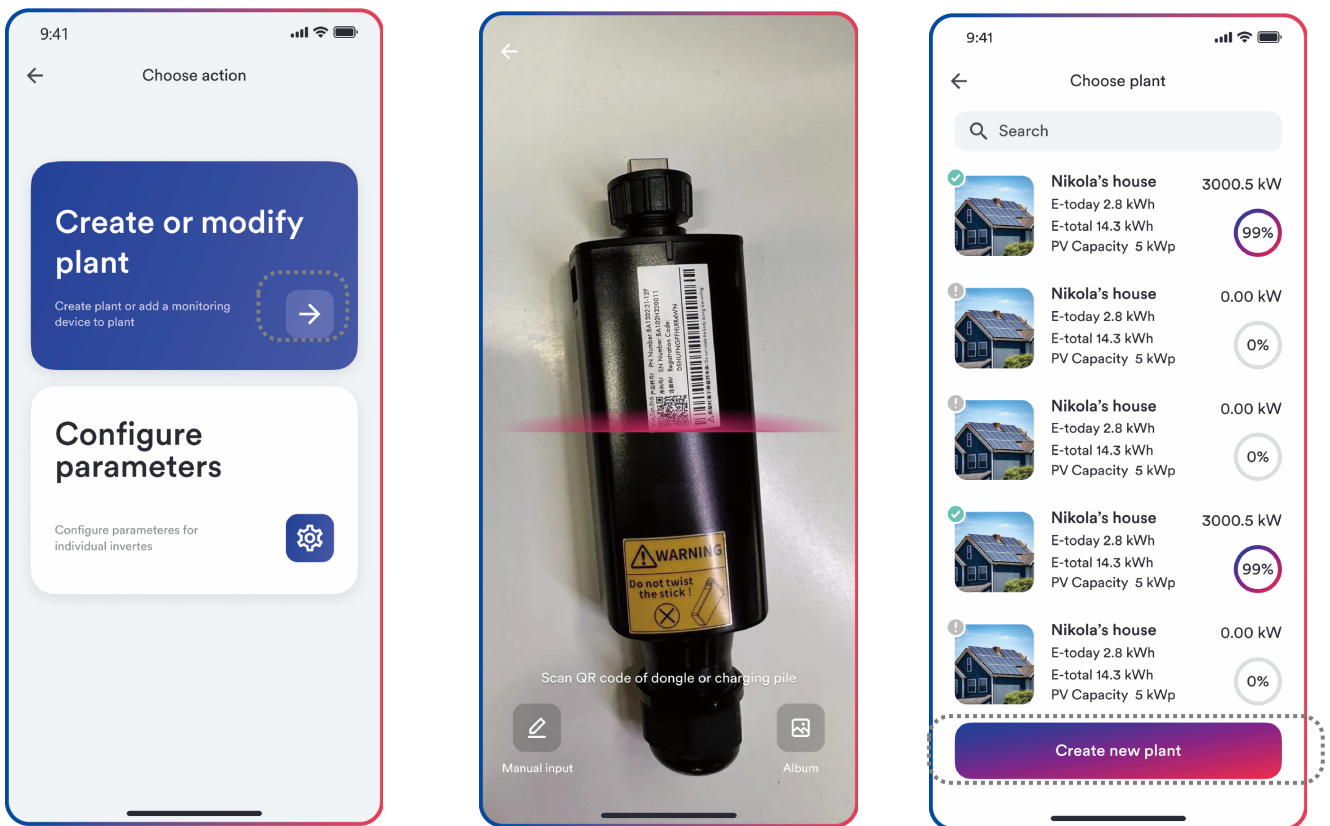 9:41
Choose action
Create or modify
plant
Create plant or add a monitoring
device to plant
Configure
parameters
Configure parameteres for
individual invertes
PN Number:
SN Number:
Registration Code:
WARNING
Do not twist
the stick !
Scan QR code of dongle or charging pile
Manual input
Album
9:41
Choose plant
Search
Nikola's house
3000.5 kW
E-today 2.8 kWh
E-total 14.3 kWh
99%
PV Capacity 5 kWp
Nikola's house
0.00 kW
E-today 2.8 kWh
E-total 14.3 kWh
0%
PV Capacity 5 kWp
Nikola's house
0.00 kW
E-today 2.8 kWh
E-total 14.3 kWh
0%
PV Capacity 5 kWp
Nikola's house
3000.5 kW
E-today 2.8 kWh
E-total 14.3 kWh
99%
PV Capacity 5 kWp
Nikola's house
0.00 kW
E-today 2.8 kWh
E-total 14.3 kWh
0%
PV Capacity 5 kWp
Create new plant